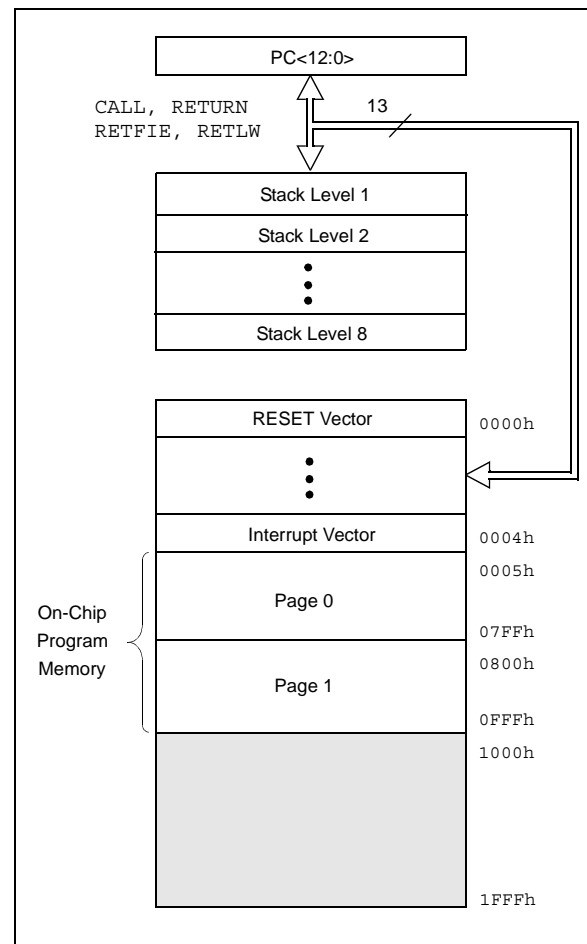 PC<12:0>
CALL, RETURN
RETFIE, RETLW
13
Stack Level 1
Stack Level 2
Stack Level 8
RESET Vector
0000h
Interrupt Vector
0004h
0005h
On-Chip
Program
Memory
Page 0
07FFh
0800h
Page 1
0FFFh
1000h
1FFFh